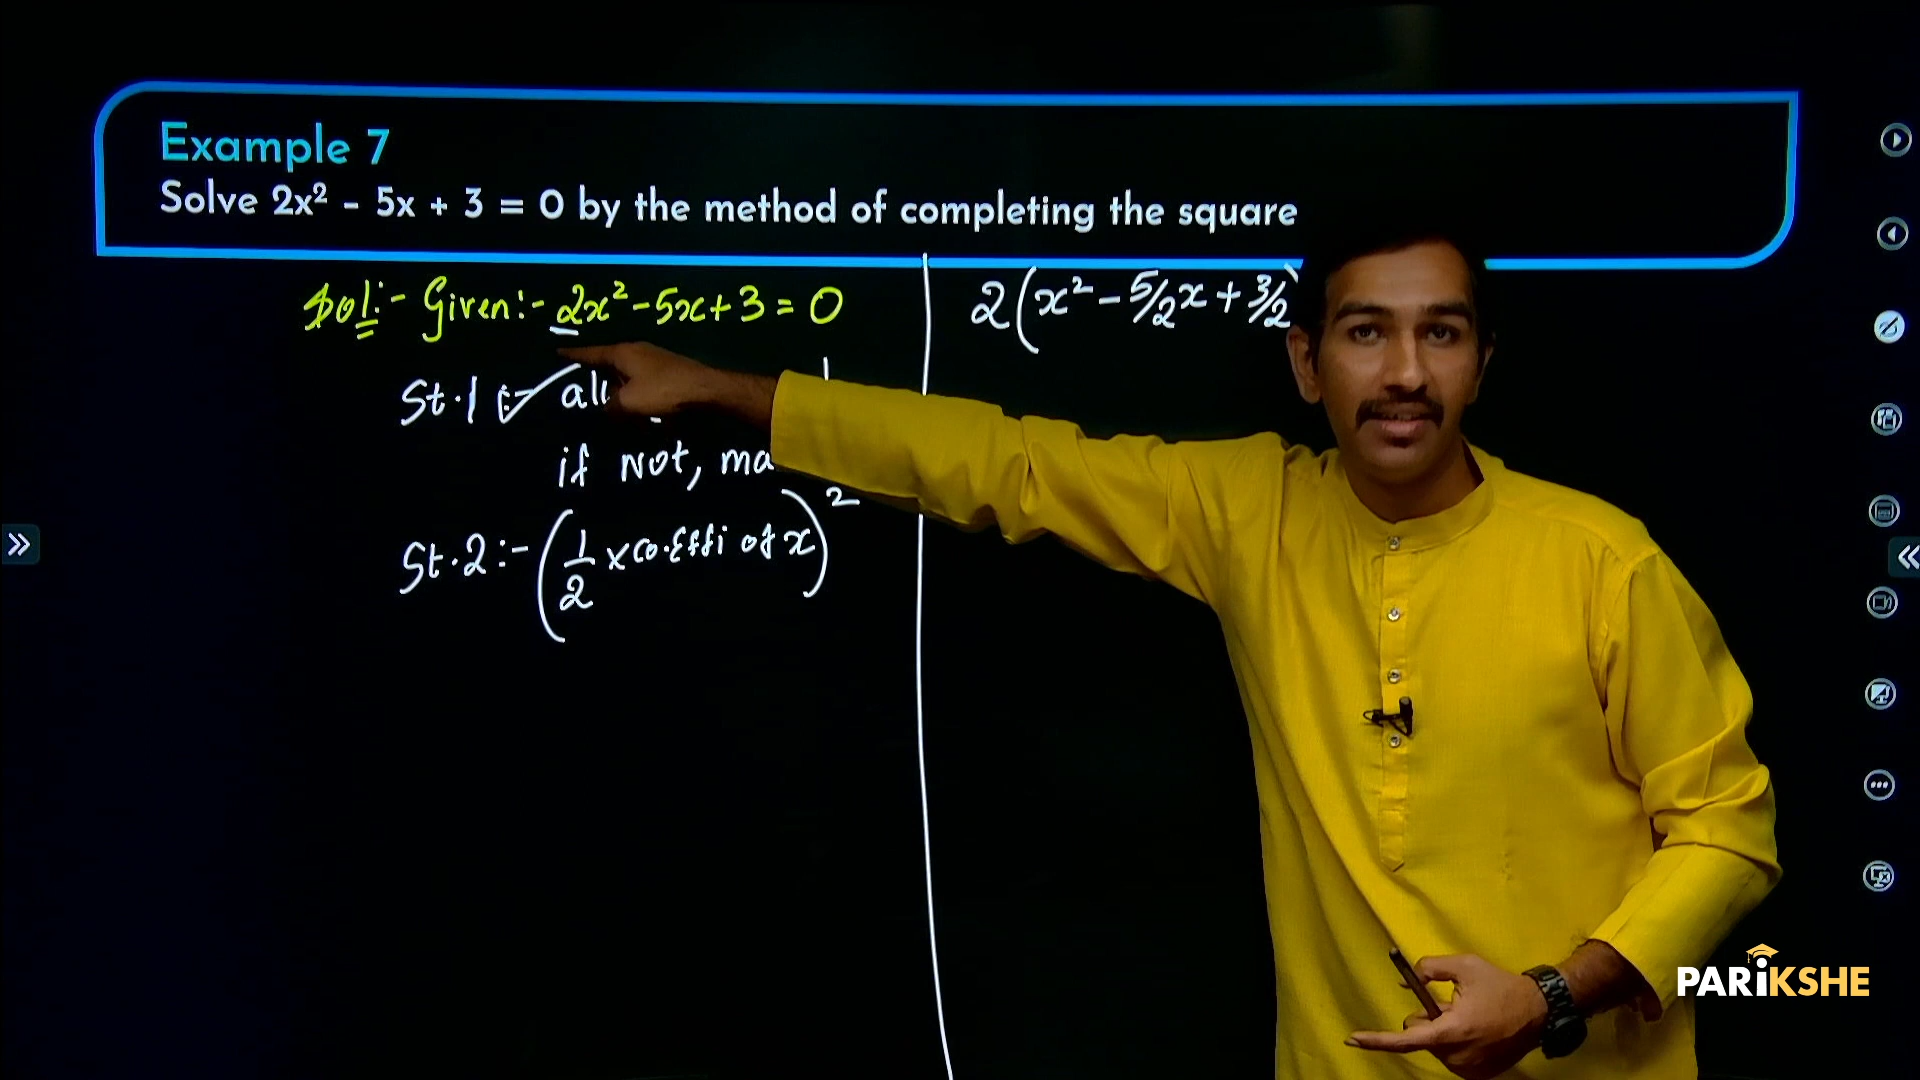 Example 7
Solve 2x² - 5x + 3 = 0 by the method of completing the square
Sol:- Given:- 2x² - 5x + 3 = 0
St.1 :-
if Not,
St.2 :- (1/2 x co.Effi of x)²
2(x² - 5/2x + 3/2
PARIKSHE